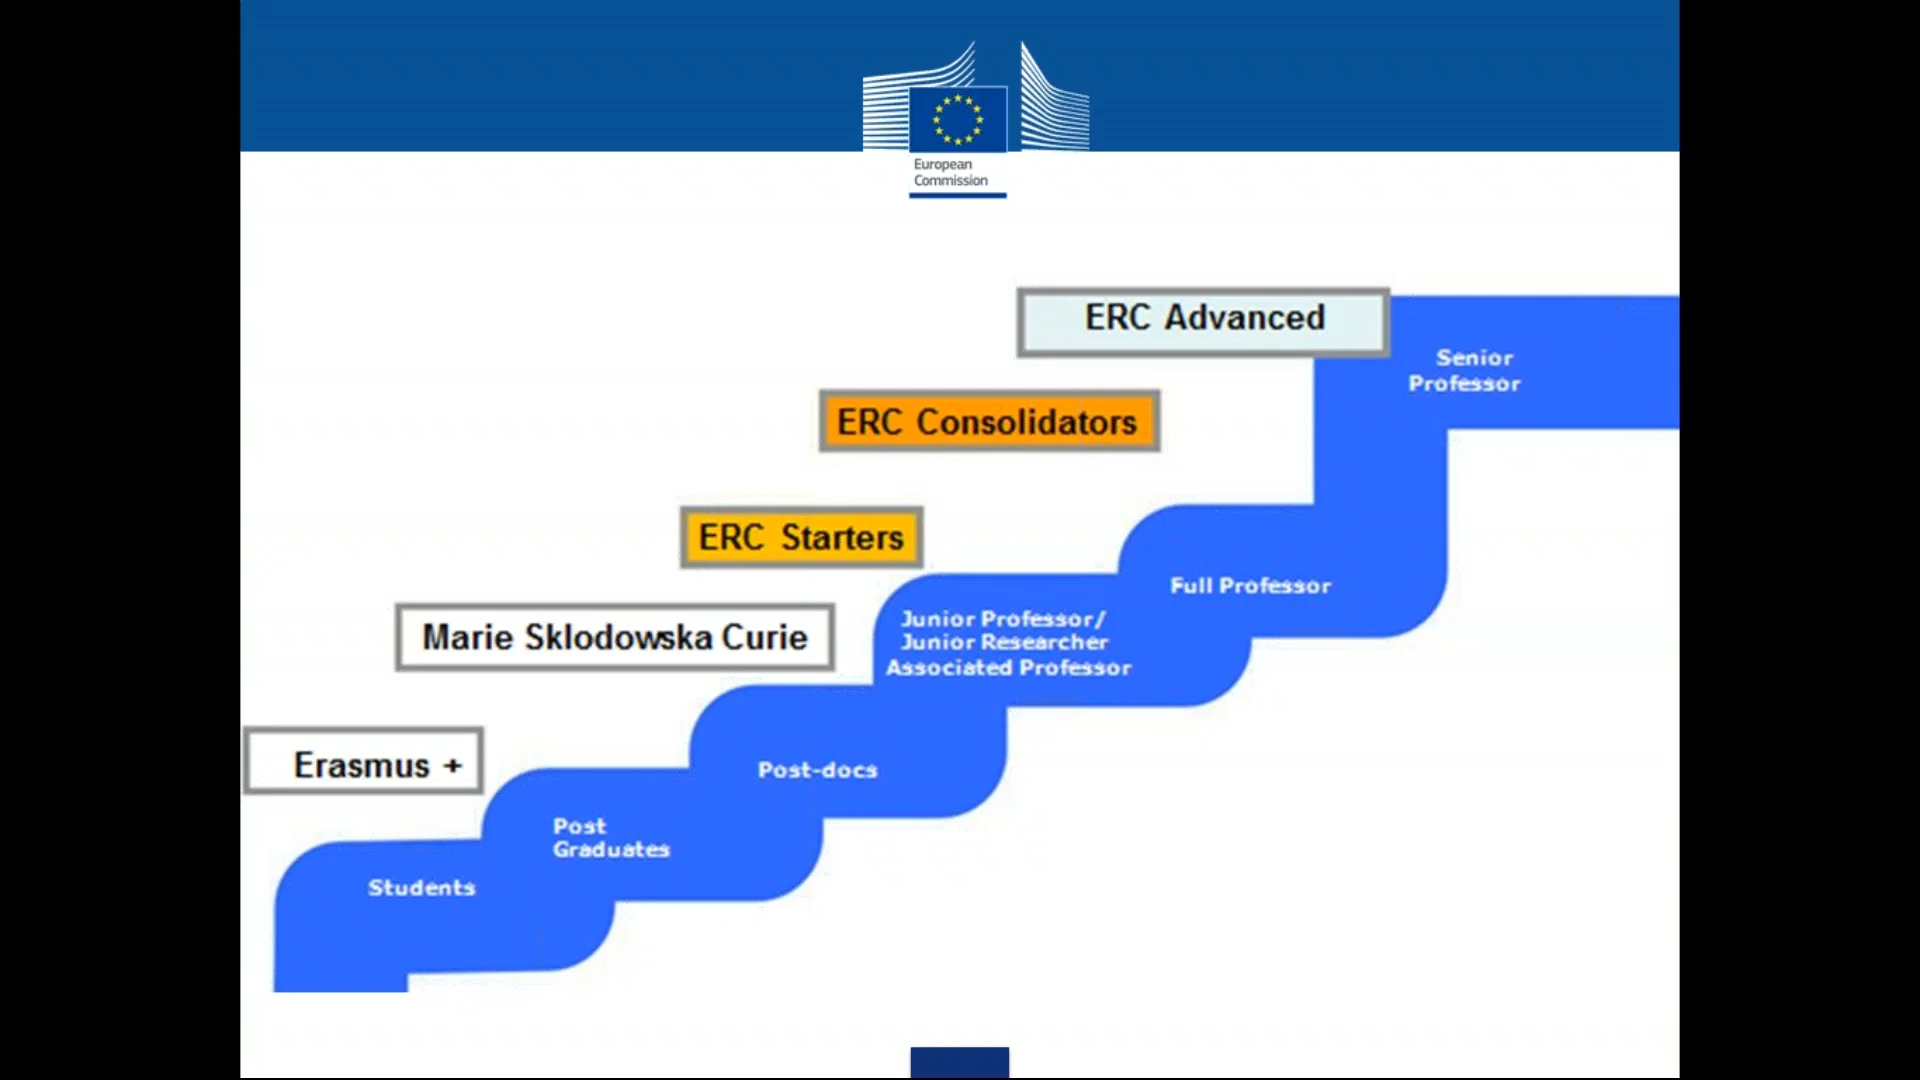 European
Commission
ERC Advanced
Senior
Professor
ERC Consolidators
ERC Starters
Full Professor
Junior Professor/
Junior Researcher
Associated Professor
Marie Sklodowska Curie
Erasmus +
Post-docs
Post
Graduates
Students